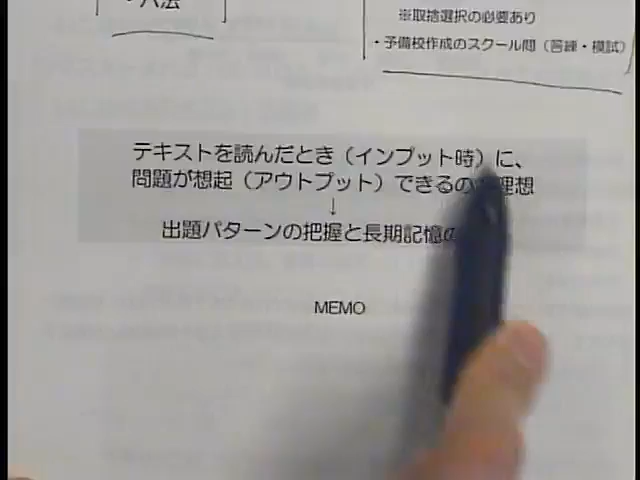 ・六法
※取捨選択の必要あり
・予備校作成のスクール問（答練・模試）
テキストを読んだとき（インプット時）に、
問題が想起（アウトプット）できるの 理想
↓
出題パターンの把握と長期記憶の
MEMO